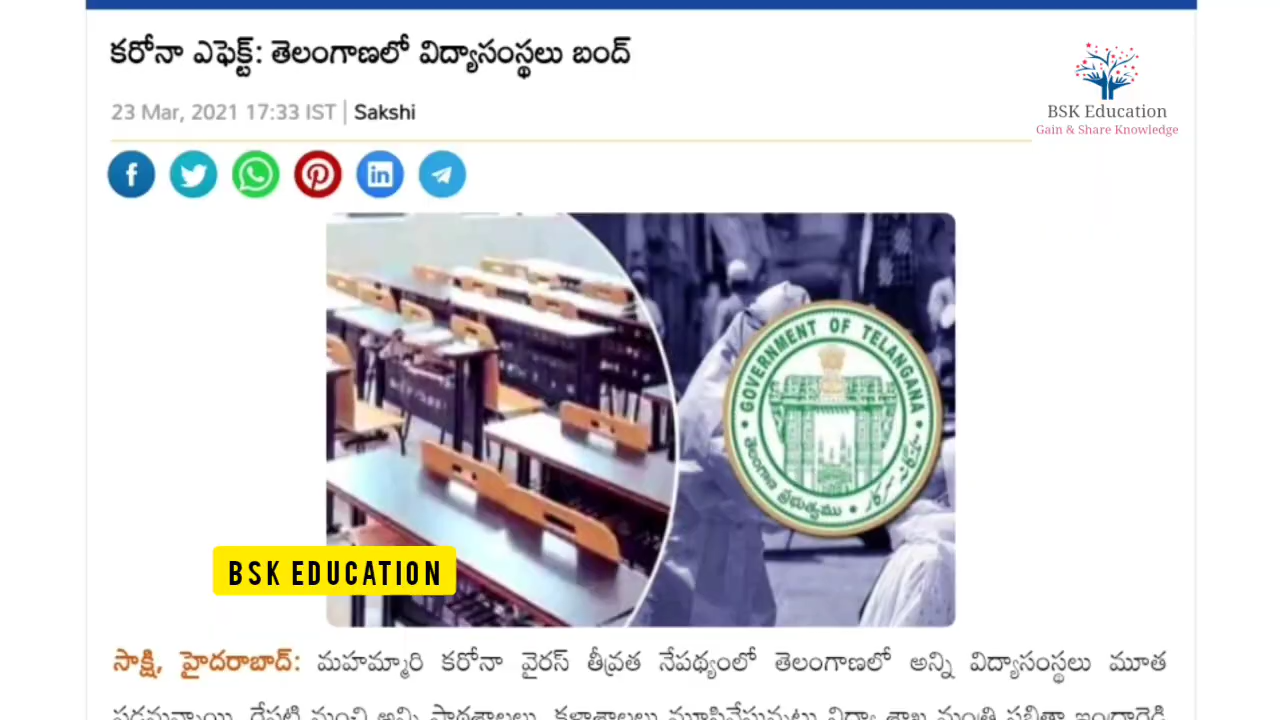 కరోనా ఎఫెక్ట్: తెలంగాణలో విద్యాసంస్థలు బంద్
BSK Education
Gain & Share Knowledge
23 Mar, 2021 17:33 IST | Sakshi
GOVERNMENT OF TELANGANA
తెలంగాణ ప్రభుత్వము
BSK EDUCATION
సాక్షి, హైదరాబాద్: మహమ్మారి కరోనా వైరస్ తీవ్రత నేపథ్యంలో తెలంగాణలో అన్ని విద్యాసంస్థలు మూత